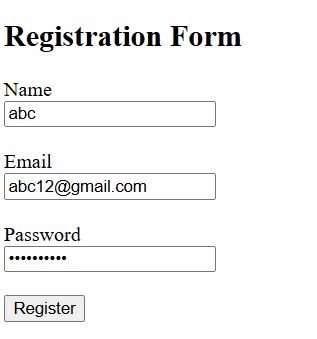 Registration Form
Name
abc
Email
abc12@gmail.com
Password
••••••••••
Register